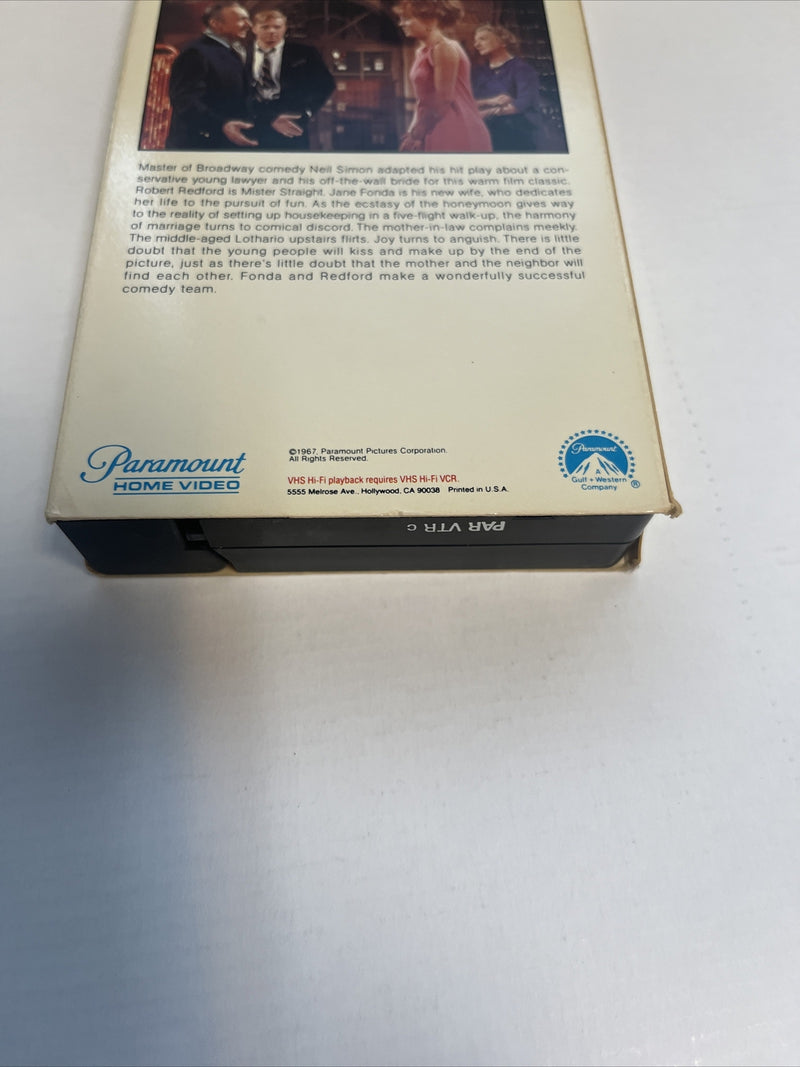 Master of Broadway comedy Neil Simon adapted his hit play about a con-
servative young lawyer and his off-the-wall bride for this warm film classic.
Robert Redford is Mister Straight. Jane Fonda is his new wife, who dedicates
her life to the pursuit of fun. As the ecstasy of the honeymoon gives way
to the reality of setting up housekeeping in a five-flight walk-up, the harmony
of marriage turns to comical discord. The mother-in-law complains meekly.
The middle-aged Lothario upstairs flirts. Joy turns to anguish. There is little
doubt that the young people will kiss and make up by the end of the
picture, just as there's little doubt that the mother and the neighbor will
find each other. Fonda and Redford make a wonderfully successful
comedy team.
Paramount
HOME VIDEO
©1967, Paramount Pictures Corporation.
All Rights Reserved.
VHS Hi-Fi playback requires VHS Hi-Fi VCR.
5555 Melrose Ave., Hollywood, CA 90038 Printed in U.S.A.
Paramount
A
Gulf + Western
Company
®
PAR VTR c